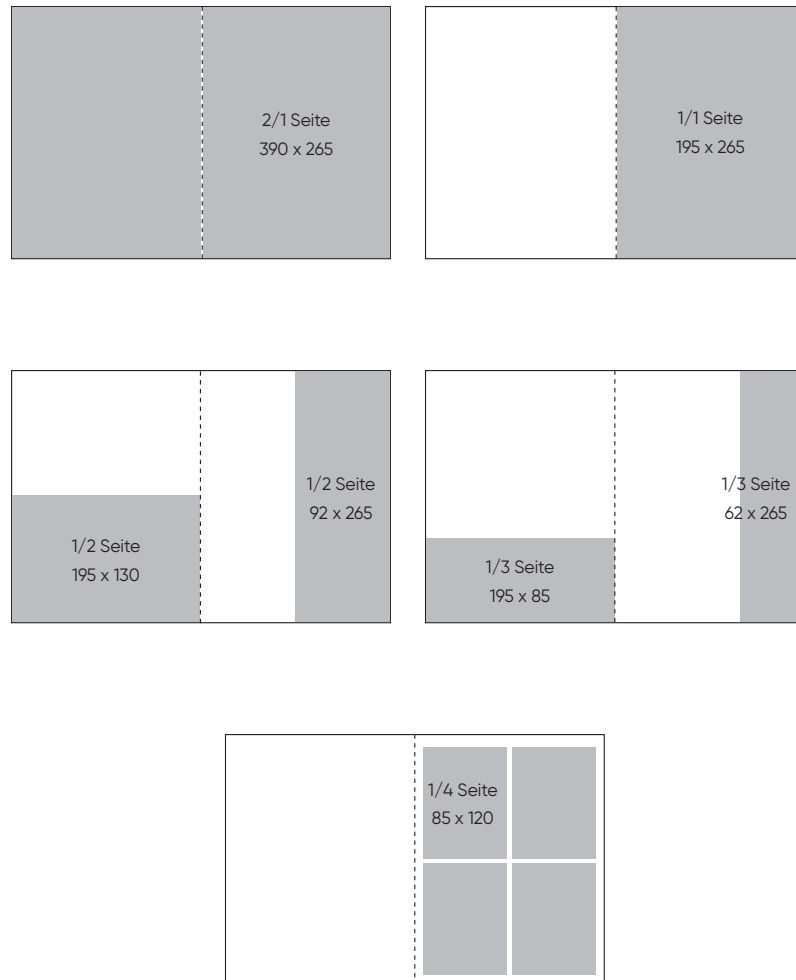 2/1 Seite
390 x 265
1/1 Seite
195 x 265
1/2 Seite
195 x 130
1/2 Seite
92 x 265
1/3 Seite
195 x 85
1/3 Seite
62 x 265
1/4 Seite
85 x 120